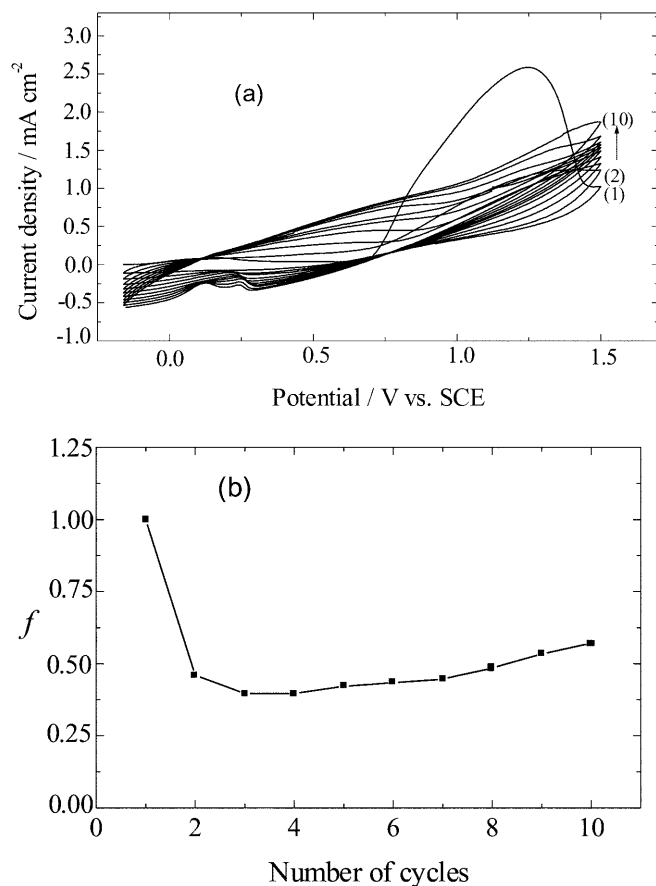 3.0
2.5
2.0
1.5
1.0
0.5
0.0
-0.5
-1.0
Current density / mA cm-2
(a)
(10)
(2)
(1)
0.0 0.5 1.0 1.5
Potential / V vs. SCE
1.25
1.00
0.75
0.50
0.25
0.00
f
(b)
0 2 4 6 8 10
Number of cycles